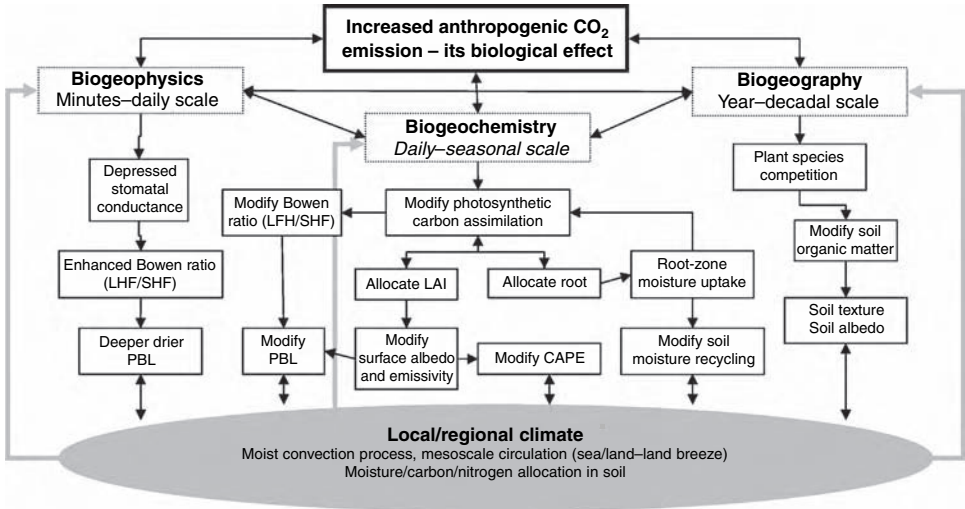 Increased anthropogenic CO₂
emission – its biological effect
Biogeophysics
Minutes–daily scale
Biogeography
Year–decadal scale
Biogeochemistry
Daily–seasonal scale
Depressed
stomatal
conductance
Enhanced Bowen ratio
(LHF/SHF)
Deeper drier
PBL
Modify Bowen
ratio (LFH/SHF)
Modify
PBL
Modify photosynthetic
carbon assimilation
Allocate LAI
Allocate root
Modify
surface albedo
and emissivity
Modify CAPE
Root-zone
moisture uptake
Modify soil
moisture recycling
Plant species
competition
Modify soil
organic matter
Soil texture
Soil albedo
Local/regional climate
Moist convection process, mesoscale circulation (sea/land–land breeze)
Moisture/carbon/nitrogen allocation in soil